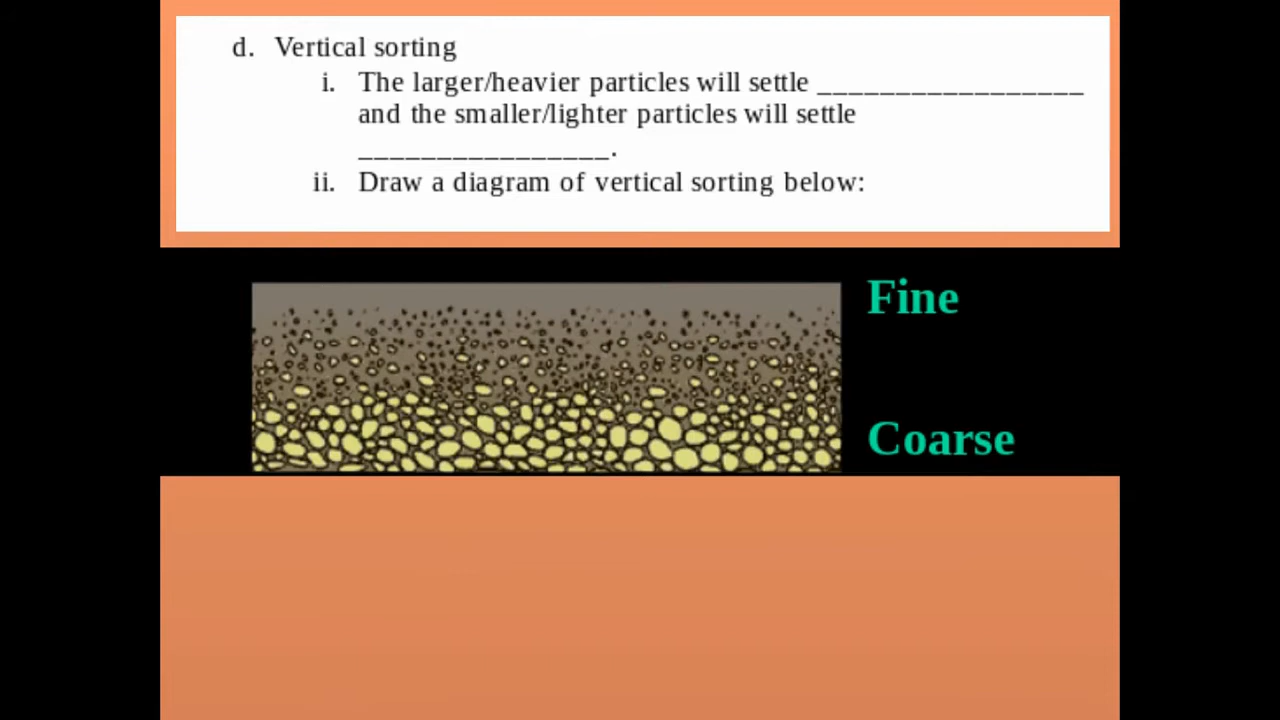 d. Vertical sorting
i. The larger/heavier particles will settle _________________
and the smaller/lighter particles will settle
________________.
ii. Draw a diagram of vertical sorting below:
Fine
Coarse